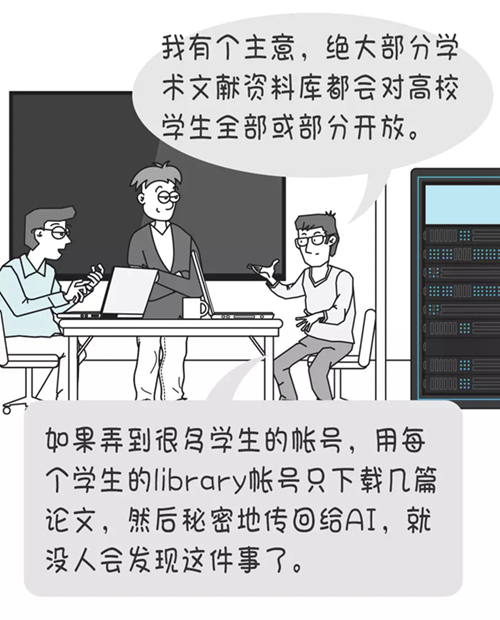 我有个主意，绝大部分学
术文献资料库都会对高校
学生全部或部分开放。
如果弄到很多学生的帐号，用每
个学生的library帐号只下载几篇
论文，然后秘密地传回给AI，就
没人会发现这件事了。